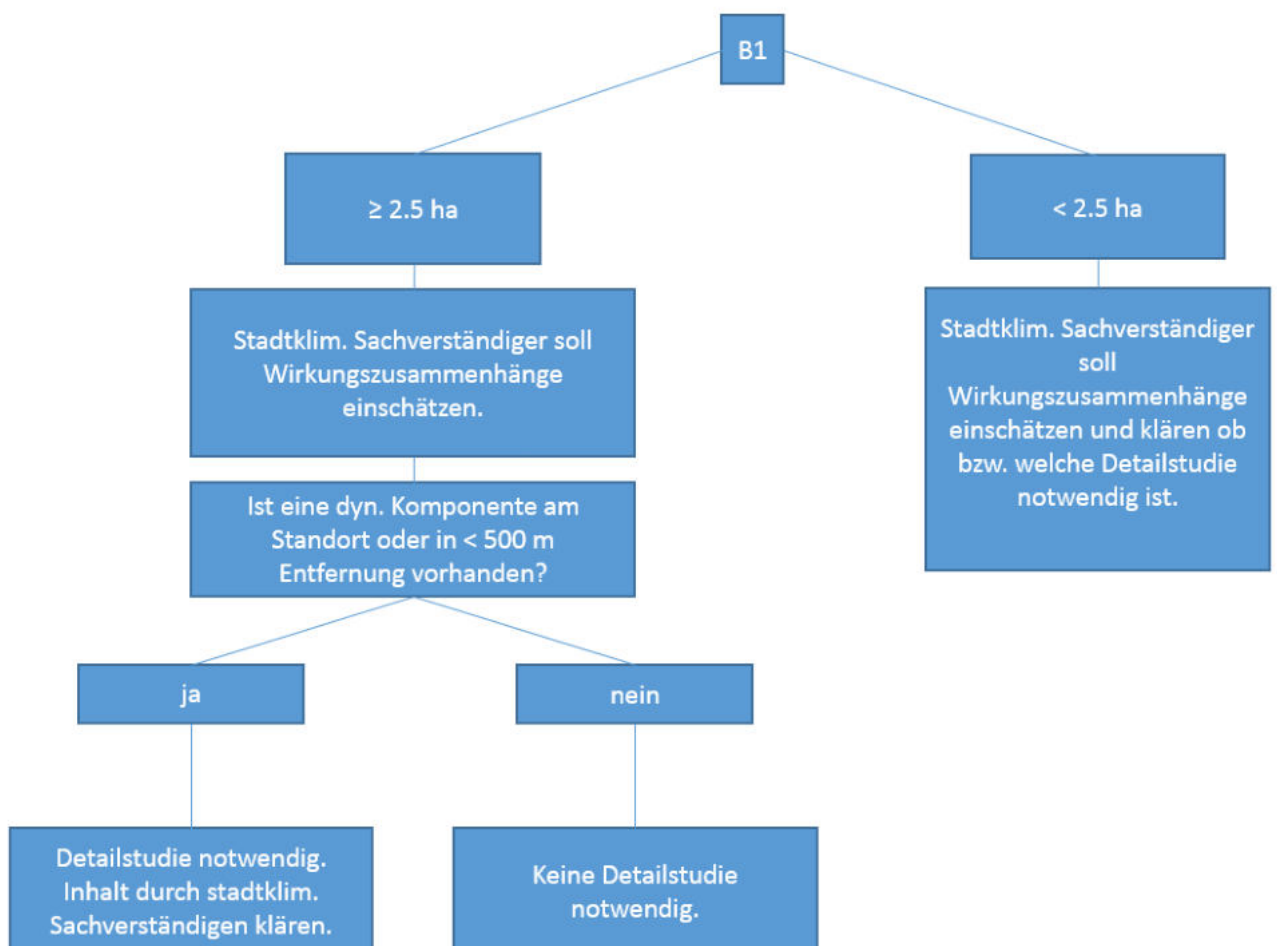 B1
≥ 2.5 ha
< 2.5 ha
Stadtklim. Sachverständiger soll
Wirkungszusammenhänge
einschätzen.
Stadtklim. Sachverständiger
soll
Wirkungszusammenhänge
einschätzen und klären ob
bzw. welche Detailstudie
notwendig ist.
Ist eine dyn. Komponente am
Standort oder in < 500 m
Entfernung vorhanden?
ja
nein
Detailstudie notwendig.
Inhalt durch stadtklim.
Sachverständigen klären.
Keine Detailstudie
notwendig.